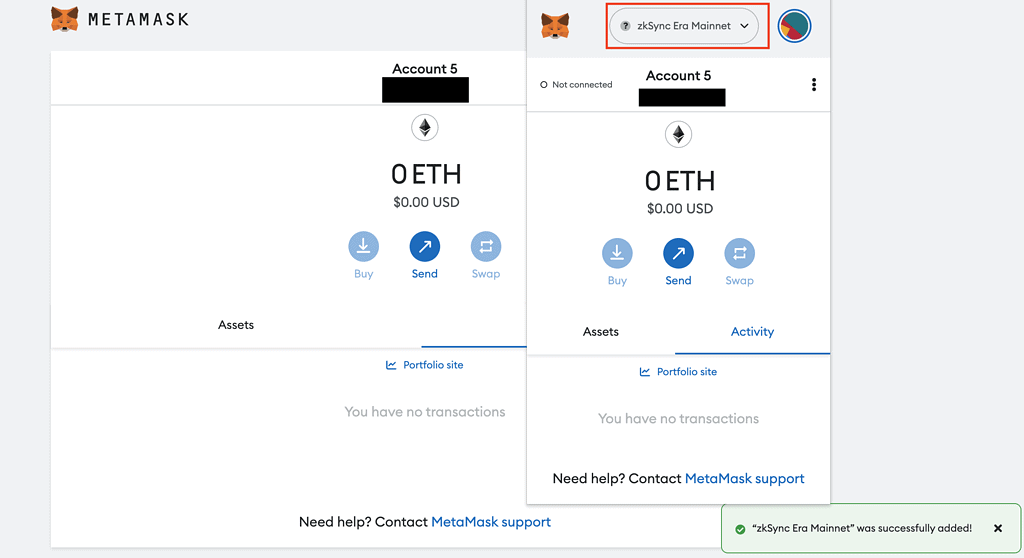 METAMASK
Account 5
0 ETH
$0.00 USD
Buy
Send
Swap
Assets
Portfolio site
You have no transactions
Need help? Contact MetaMask support
? zkSync Era Mainnet
Not connected
Account 5
0 ETH
$0.00 USD
Buy
Send
Swap
Assets
Activity
Portfolio site
You have no transactions
Need help? Contact MetaMask support
“zkSync Era Mainnet” was successfully added!